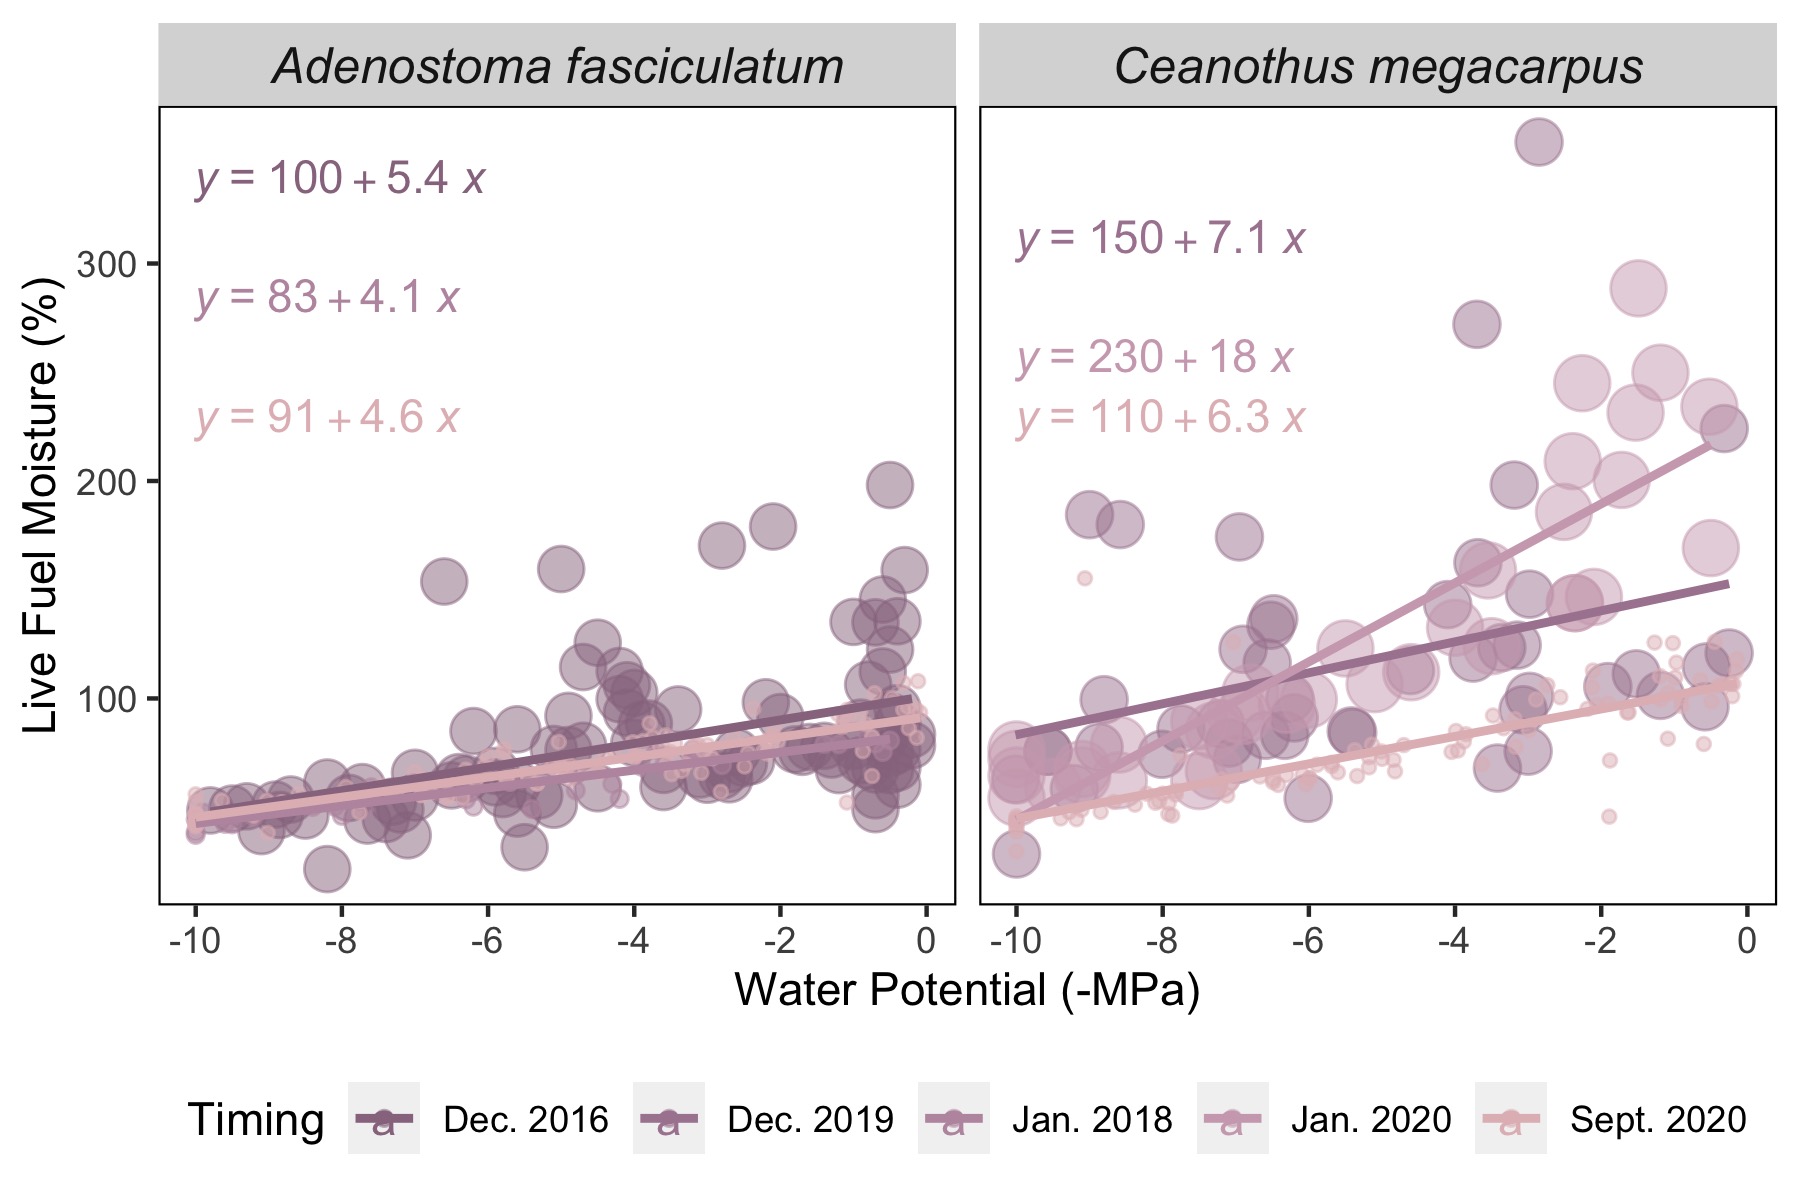 Adenostoma fasciculatum
Ceanothus megacarpus
y = 100 + 5.4 x
y = 83 + 4.1 x
y = 91 + 4.6 x
y = 150 + 7.1 x
y = 230 + 18 x
y = 110 + 6.3 x
Live Fuel Moisture (%)
300
200
100
-10 -8 -6 -4 -2 0
-10 -8 -6 -4 -2 0
Water Potential (-MPa)
Timing a Dec. 2016 a Dec. 2019 a Jan. 2018 a Jan. 2020 a Sept. 2020